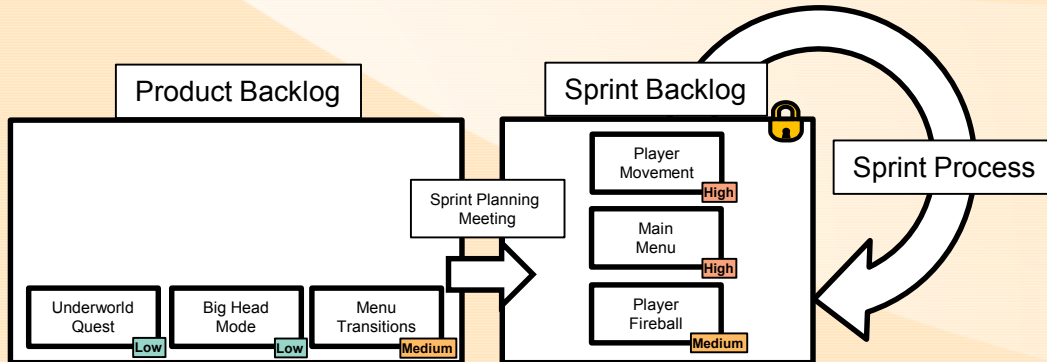 Product Backlog
Underworld
Quest
Low
Big Head
Mode
Low
Menu
Transitions
Medium
Sprint Planning
Meeting
Sprint Backlog
Player
Movement
High
Main
Menu
High
Player
Fireball
Medium
Sprint Process